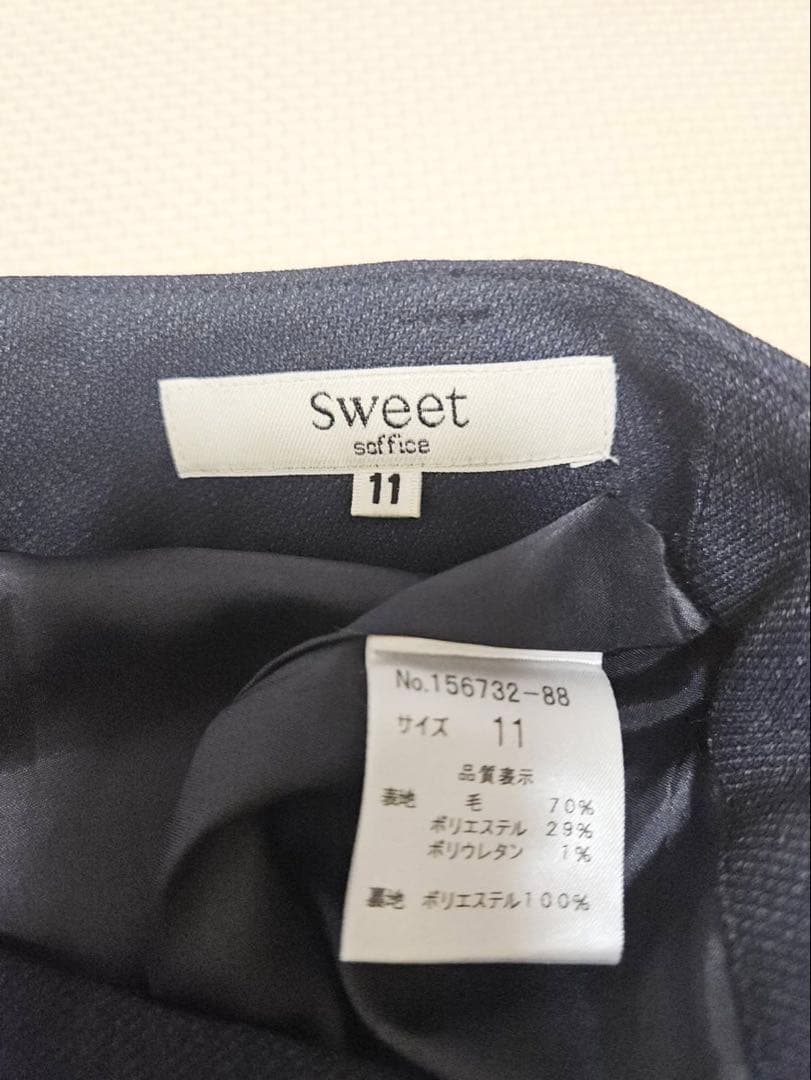 sweet
soffice
11
No.156732-88
サイズ 11
品質表示
表地 毛 70%
ポリエステル 29%
ポリウレタン 1%
裏地 ポリエステル100%